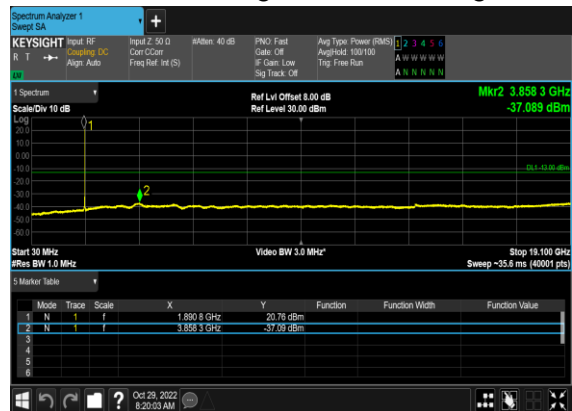 Spectrum Analyzer 1
Swept SA
+
KEYSIGHT Input: RF Input Z: 50 Ω #Atten: 40 dB PNO: Fast Avg Type: Power (RMS) 1 2 3 4 5 6
R T Coupling: DC Corr CCorr Gate: Off Avg|Hold: 100/100 A W W W W W
Align: Auto Freq Ref: Int (S) IF Gain: Low Trig: Free Run
LXI Sig Track: Off A N N N N N
1 Spectrum
Scale/Div 10 dB Ref Lvl Offset 8.00 dB Ref Level 30.00 dBm Mkr2 3.858 3 GHz -37.089 dBm
Log
20.0
10.0
0.00
-10.0
-20.0
-30.0
-40.0
-50.0
-60.0
1
2
DL1 -13.00 dBm
Start 30 MHz Video BW 3.0 MHz* Stop 19.100 GHz
#Res BW 1.0 MHz Sweep ~35.6 ms (40001 pts)
5 Marker Table
Mode Trace Scale X Y Function Function Width Function Value
1 N 1 f 1.890 8 GHz 20.76 dBm
2 N 1 f 3.858 3 GHz -37.09 dBm
3
4
5
6
? Oct 29, 2022
8:20:03 AM